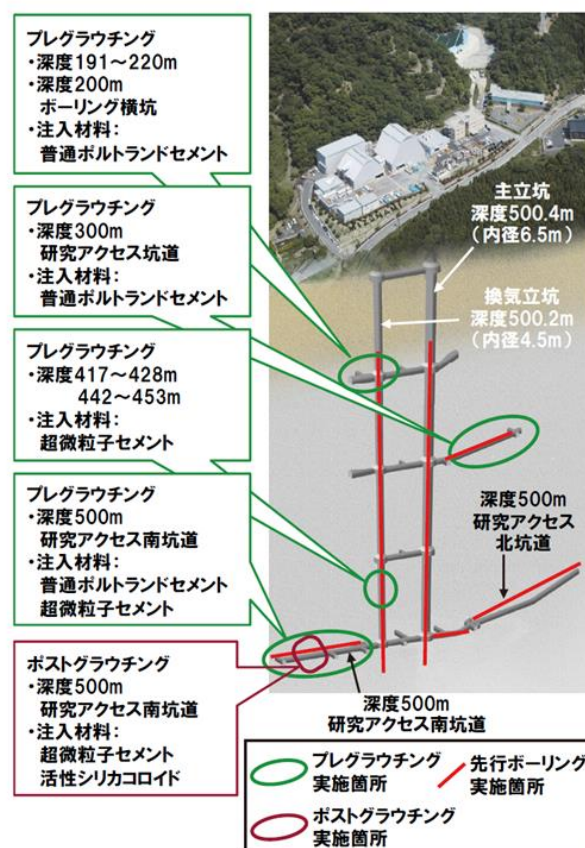 プレグラウチング
・深度191～220m
・深度200m
ボーリング横坑
・注入材料：
普通ポルトランドセメント
プレグラウチング
・深度300m
研究アクセス坑道
・注入材料：
普通ポルトランドセメント
プレグラウチング
・深度417～428m
442～453m
・注入材料：
超微粒子セメント
プレグラウチング
・深度500m
研究アクセス南坑道
・注入材料：
普通ポルトランドセメント
超微粒子セメント
ポストグラウチング
・深度500m
研究アクセス南坑道
・注入材料：
超微粒子セメント
活性シリカコロイド
主立坑
深度500.4m
（内径6.5m）
換気立坑
深度500.2m
（内径4.5m）
深度500m
研究アクセス
北坑道
深度500m
研究アクセス南坑道
プレグラウチング
実施箇所
先行ボーリング
実施箇所
ポストグラウチング
実施箇所